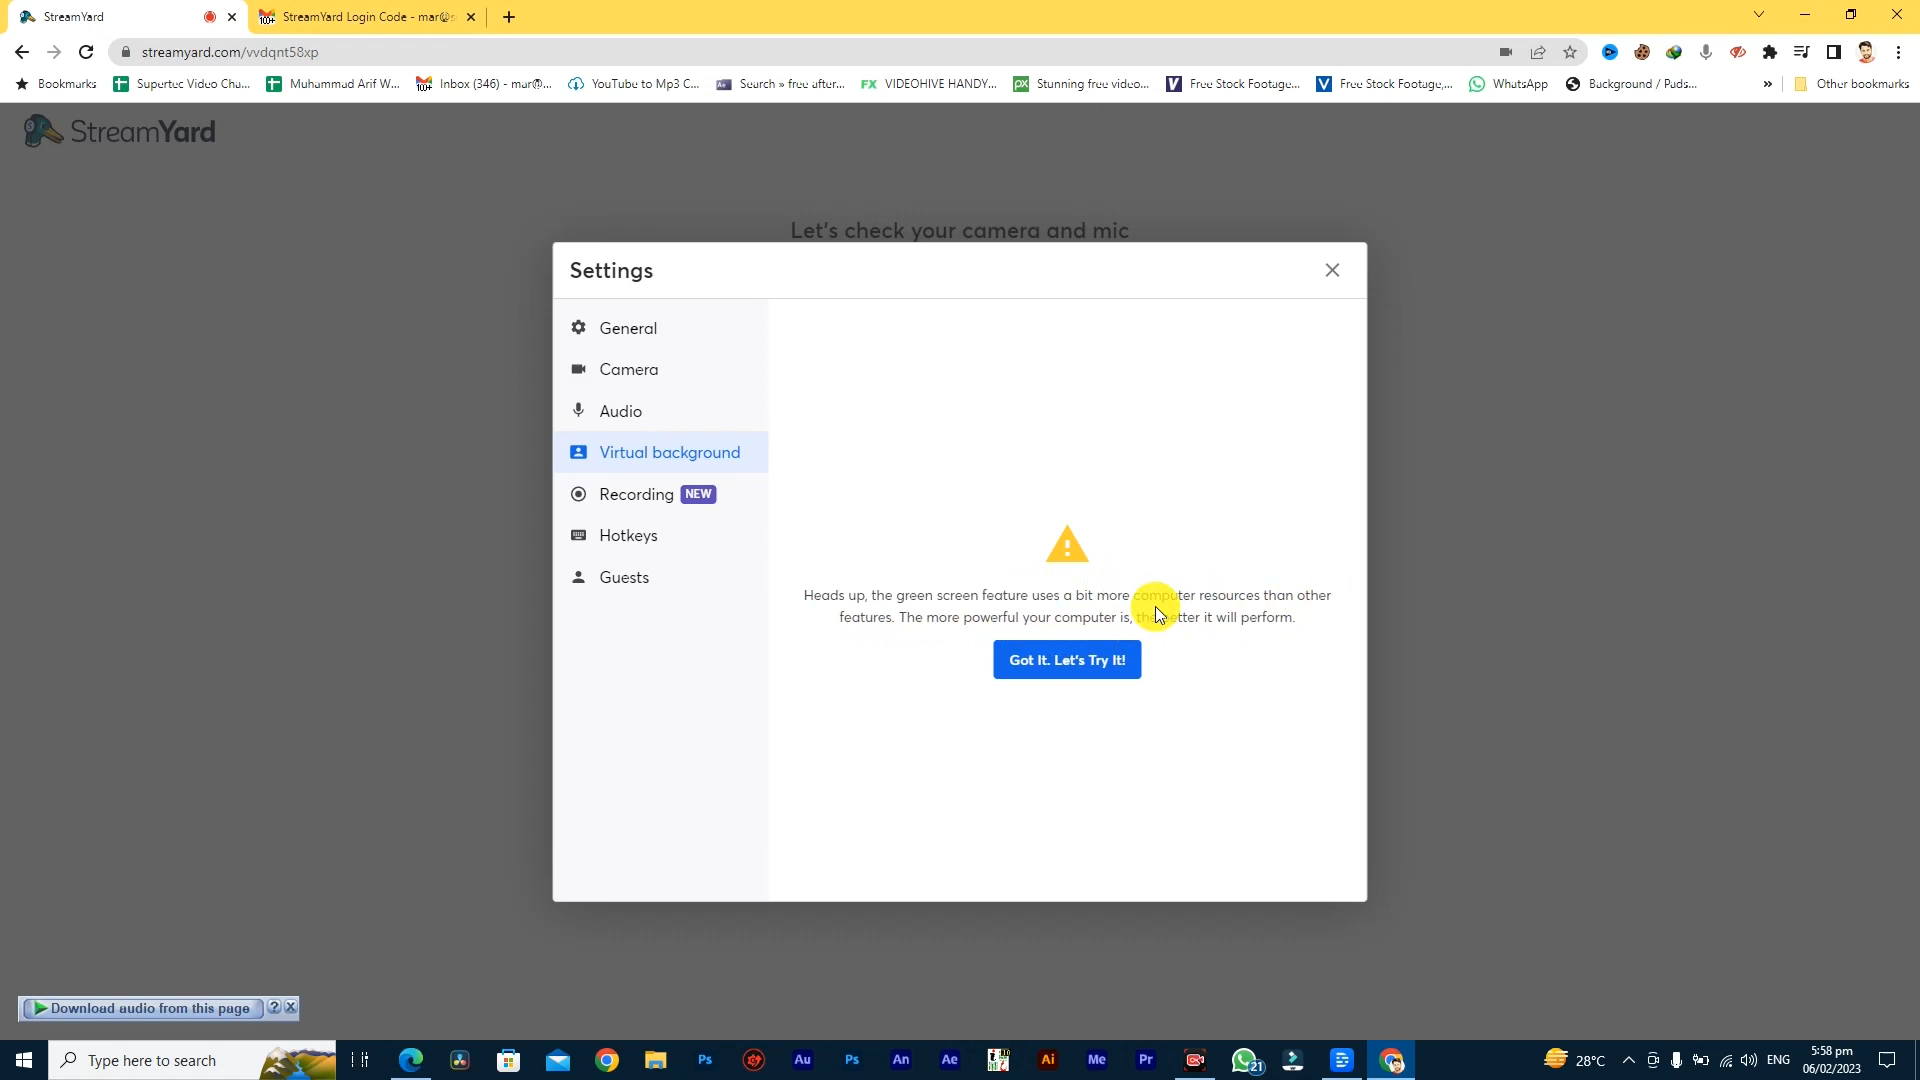 StreamYard
StreamYard Login Code - mar@s
streamyard.com/vvdqnt58xp
Bookmarks
Supertec Video Cha...
Muhammad Arif W...
Inbox (346) - mar@...
YouTube to Mp3 C...
Search » free after...
VIDEOHIVE HANDY...
Stunning free video...
Free Stock Footage...
Free Stock Footage,...
WhatsApp
Background / Puds...
»
Other bookmarks
StreamYard
Let's check your camera and mic
Settings
General
Camera
Audio
Virtual background
Recording NEW
Hotkeys
Guests
Heads up, the green screen feature uses a bit more computer resources than other
features. The more powerful your computer is, the better it will perform.
Got It. Let's Try It!
Download audio from this page
Type here to search
28°C
ENG
5:58 pm
06/02/2023